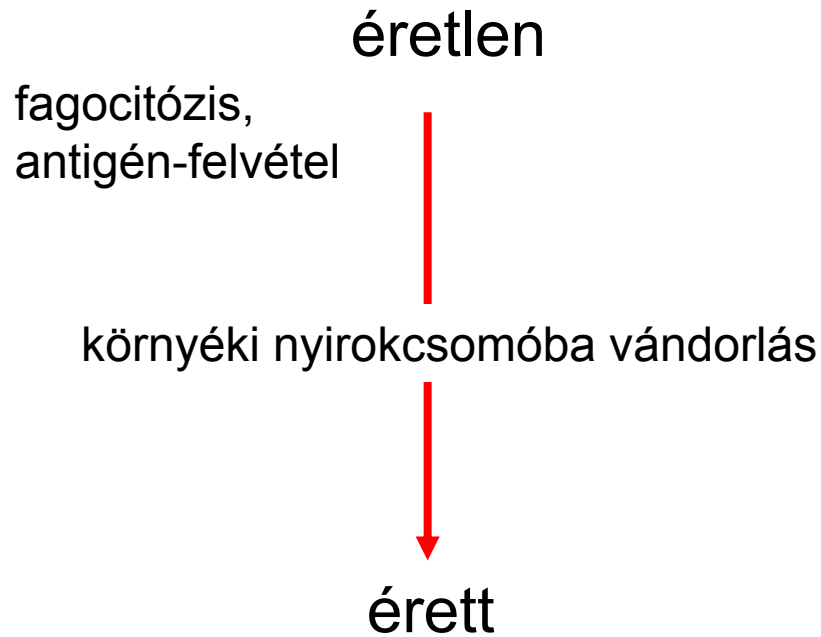 éretlen
fagocitózis,
antigén-felvétel
környéki nyirokcsomóba vándorlás
érett